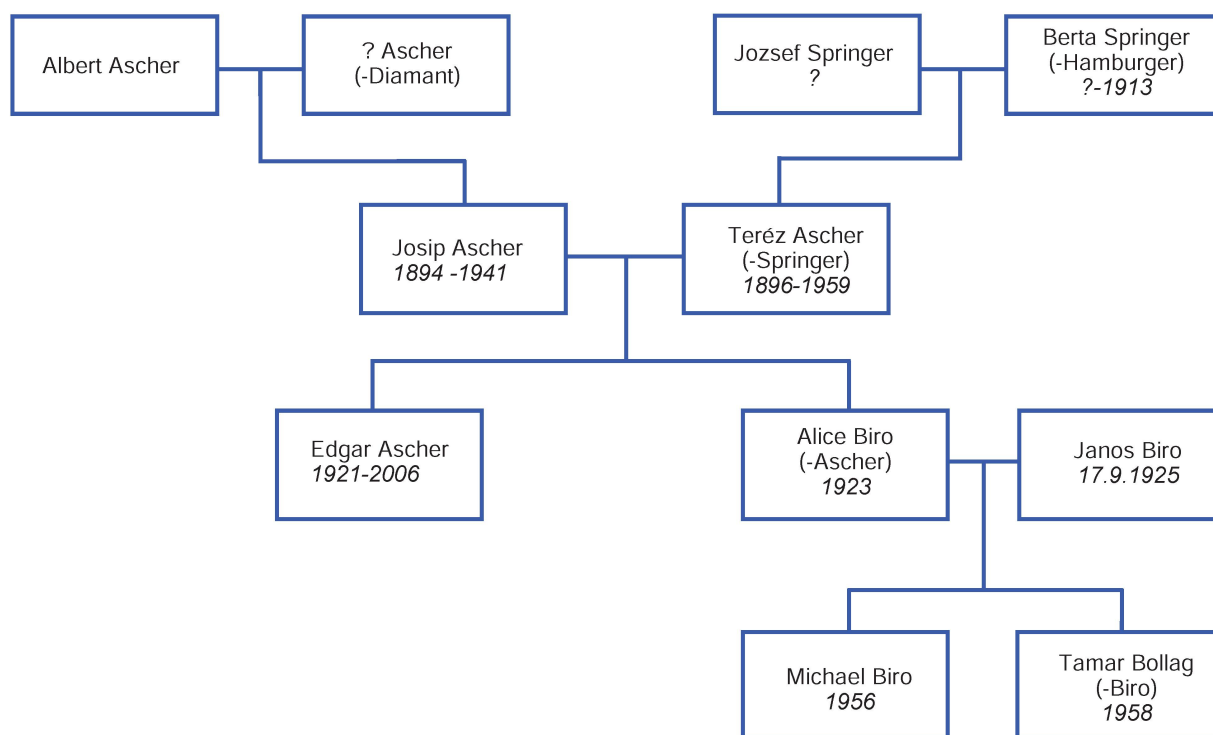 Albert Ascher
? Ascher
(-Diamant)
Jozsef Springer
?
Berta Springer
(-Hamburger)
?-1913
Josip Ascher
1894 -1941
Teréz Ascher
(-Springer)
1896-1959
Edgar Ascher
1921-2006
Alice Biro
(-Ascher)
1923
Janos Biro
17.9.1925
Michael Biro
1956
Tamar Bollag
(-Biro)
1958